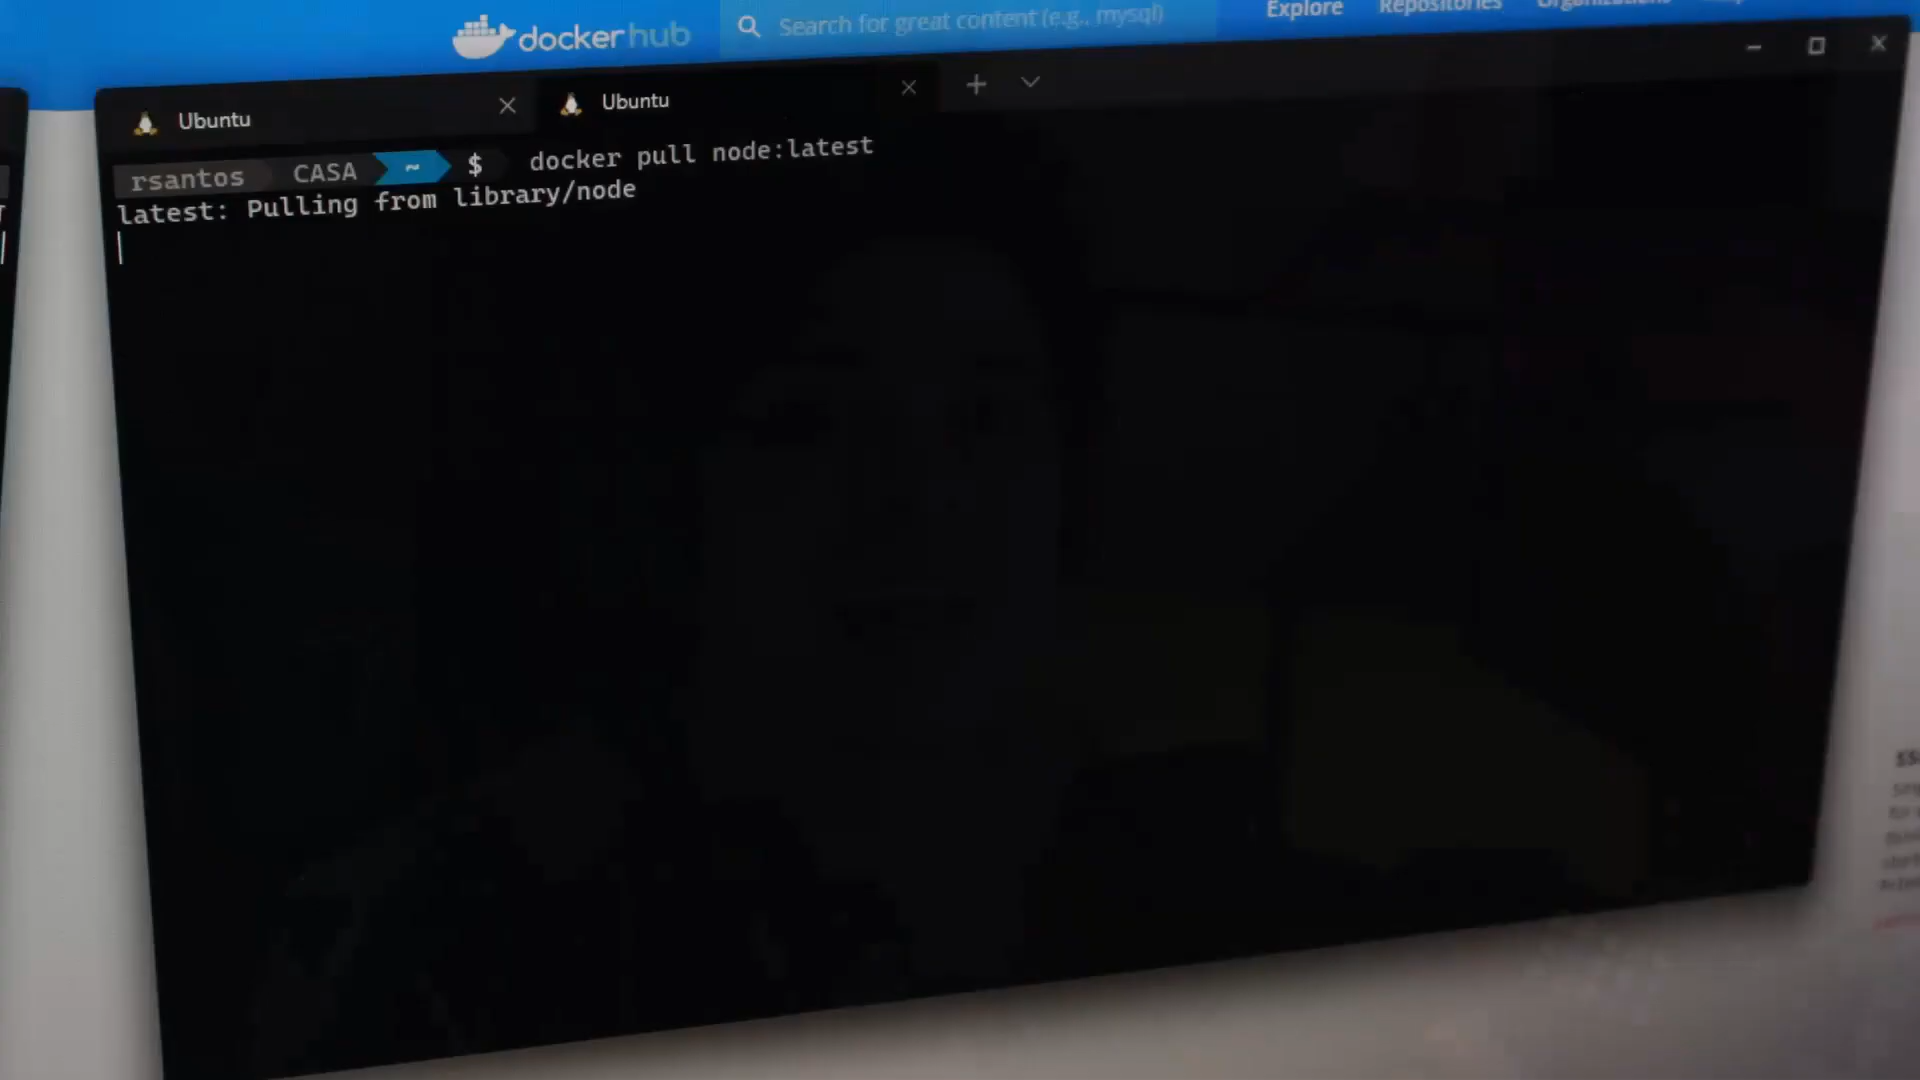 docker hub
Search for great content (e.g., mysql)
Explore
Repositories
Organizations
Ubuntu
Ubuntu
rsantos CASA ~ $ docker pull node:latest
latest: Pulling from library/node